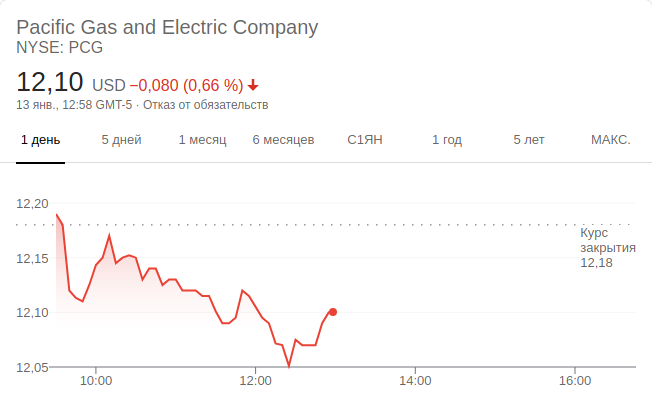 Pacific Gas and Electric Company
NYSE: PCG
12,10 USD −0,080 (0,66 %)
13 янв., 12:58 GMT-5 · Отказ от обязательств
1 день 5 дней 1 месяц 6 месяцев С1ЯН 1 год 5 лет МАКС.
12,20
Курс
закрытия
12,18
12,15
12,10
12,05
10:00 12:00 14:00 16:00